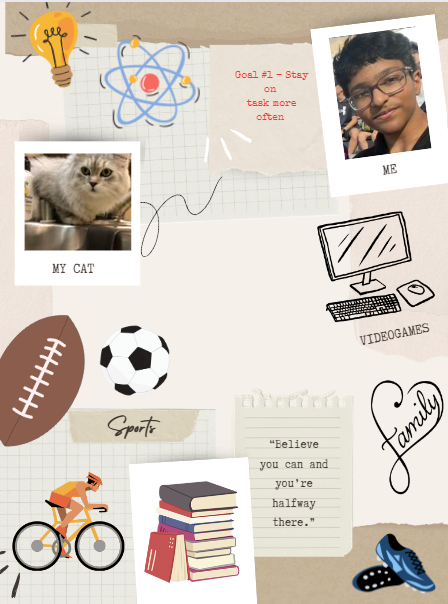 Goal #1 - Stay
on
task more
often
ME
MY CAT
VIDEOGAMES
Family
Sports
“Believe
you can and
you’re
halfway
there.”